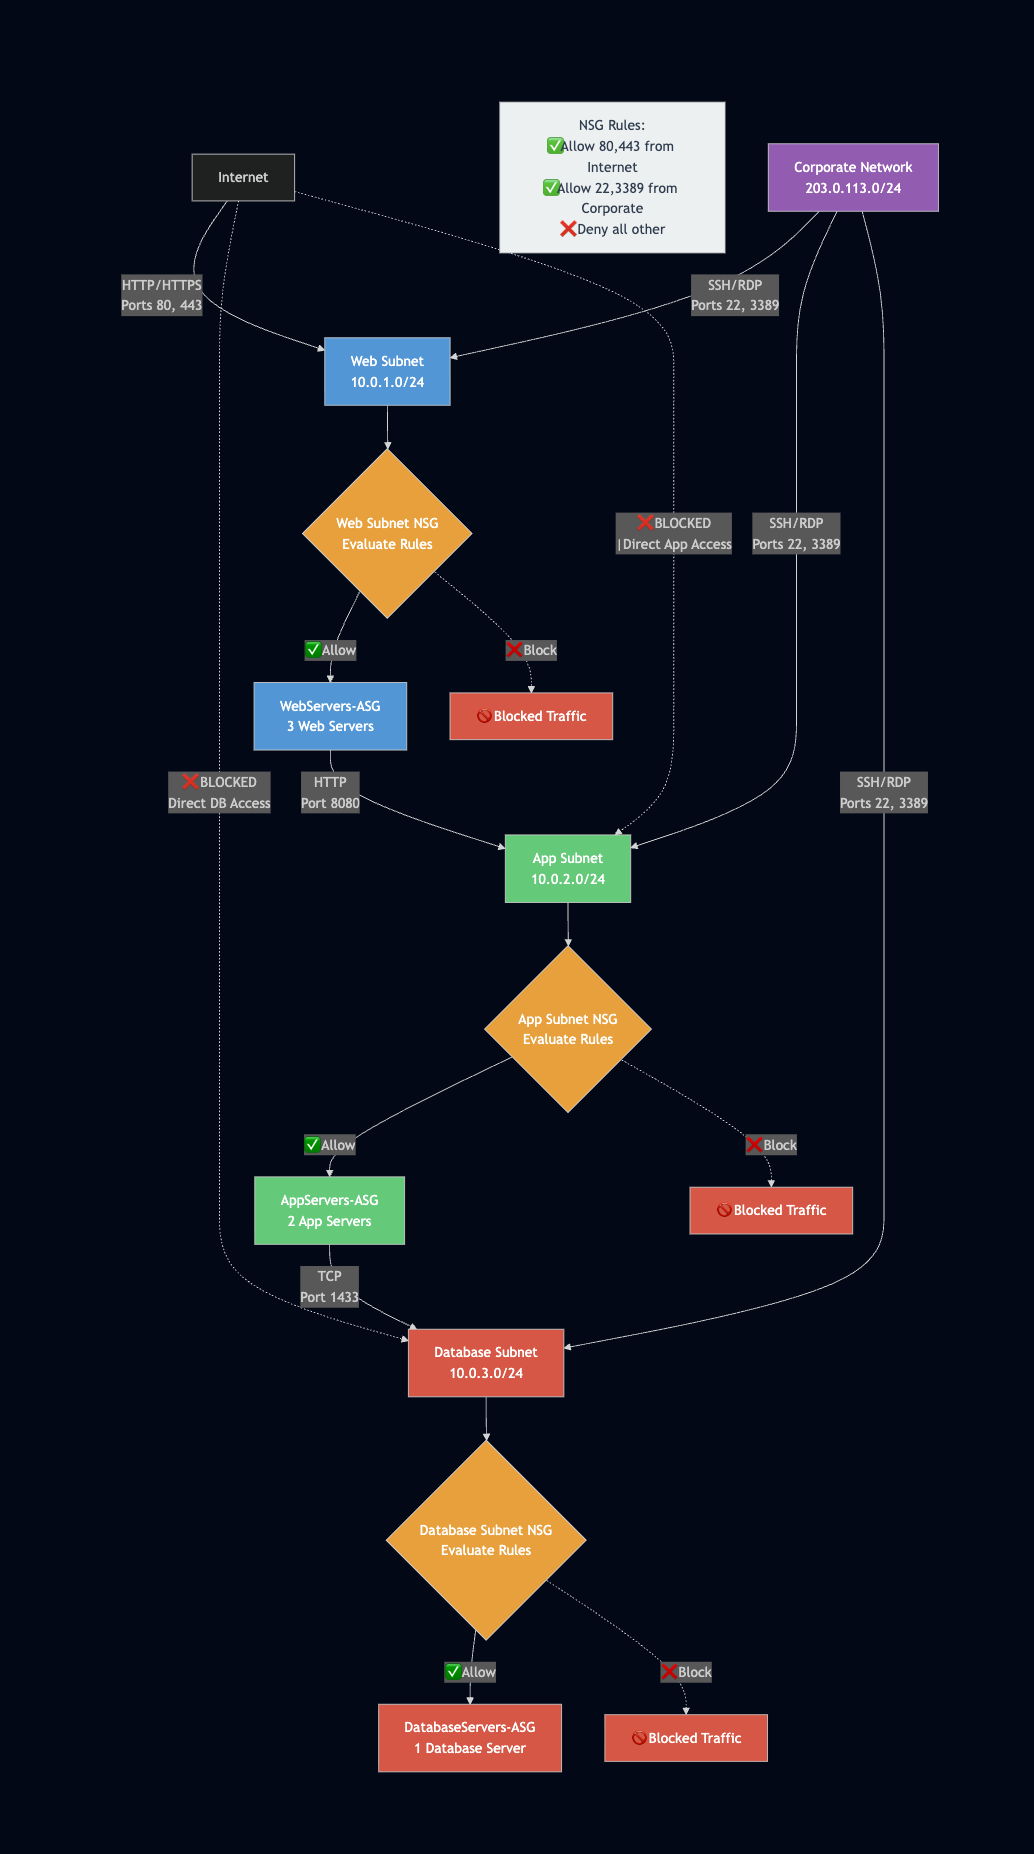 NSG Rules:
✅Allow 80,443 from
Internet
✅Allow 22,3389 from
Corporate
❌Deny all other
Internet
Corporate Network
203.0.113.0/24
HTTP/HTTPS
Ports 80, 443
SSH/RDP
Ports 22, 3389
Web Subnet
10.0.1.0/24
Web Subnet NSG
Evaluate Rules
❌BLOCKED
|Direct App Access
SSH/RDP
Ports 22, 3389
✅Allow
❌Block
WebServers-ASG
3 Web Servers
🚫Blocked Traffic
❌BLOCKED
Direct DB Access
HTTP
Port 8080
SSH/RDP
Ports 22, 3389
App Subnet
10.0.2.0/24
App Subnet NSG
Evaluate Rules
✅Allow
❌Block
AppServers-ASG
2 App Servers
🚫Blocked Traffic
TCP
Port 1433
Database Subnet
10.0.3.0/24
Database Subnet NSG
Evaluate Rules
✅Allow
❌Block
DatabaseServers-ASG
1 Database Server
🚫Blocked Traffic